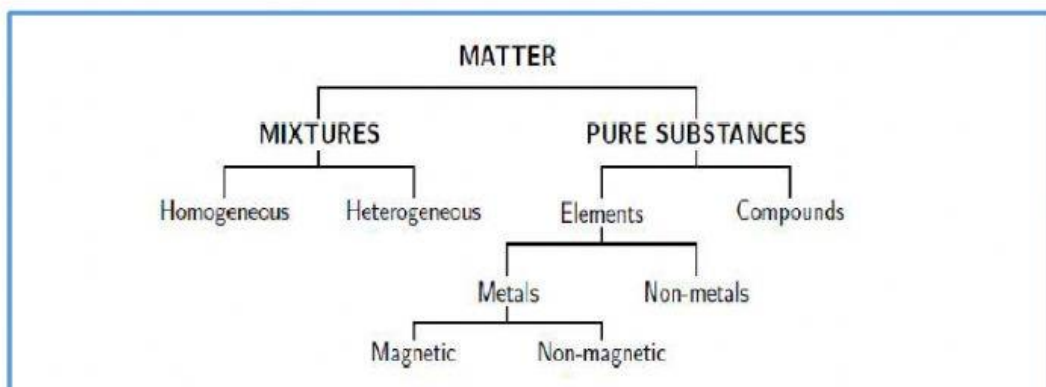 MATTER
MIXTURES PURE SUBSTANCES
Homogeneous Heterogeneous Elements Compounds
Metals Non-metals
Magnetic Non-magnetic